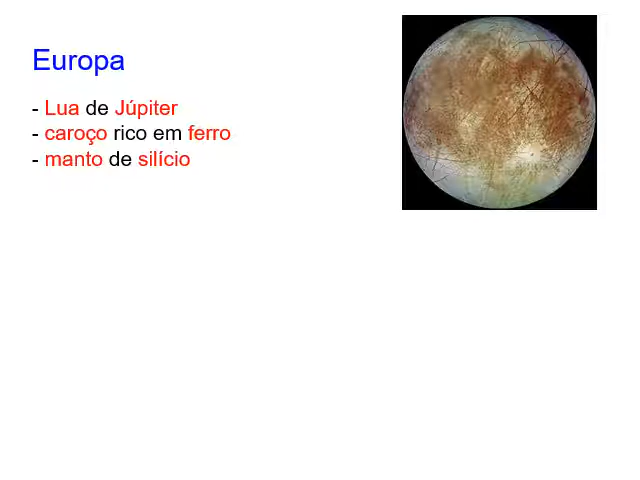 Europa
- Lua de Júpiter
- caroço rico em ferro
- manto de silício